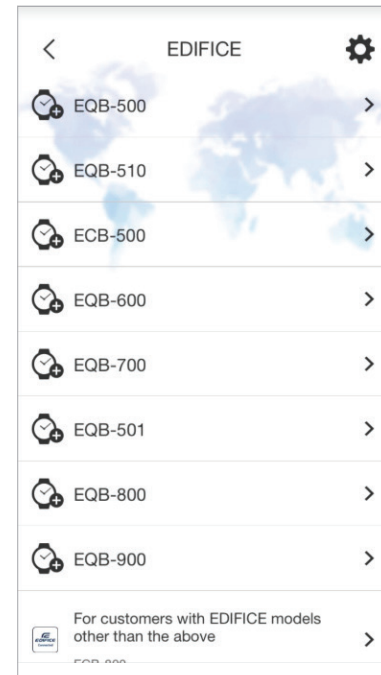 EDIFICE
EQB-500
EQB-510
ECB-500
EQB-600
EQB-700
EQB-501
EQB-800
EQB-900
For customers with EDIFICE models
other than the above
EDIFICE